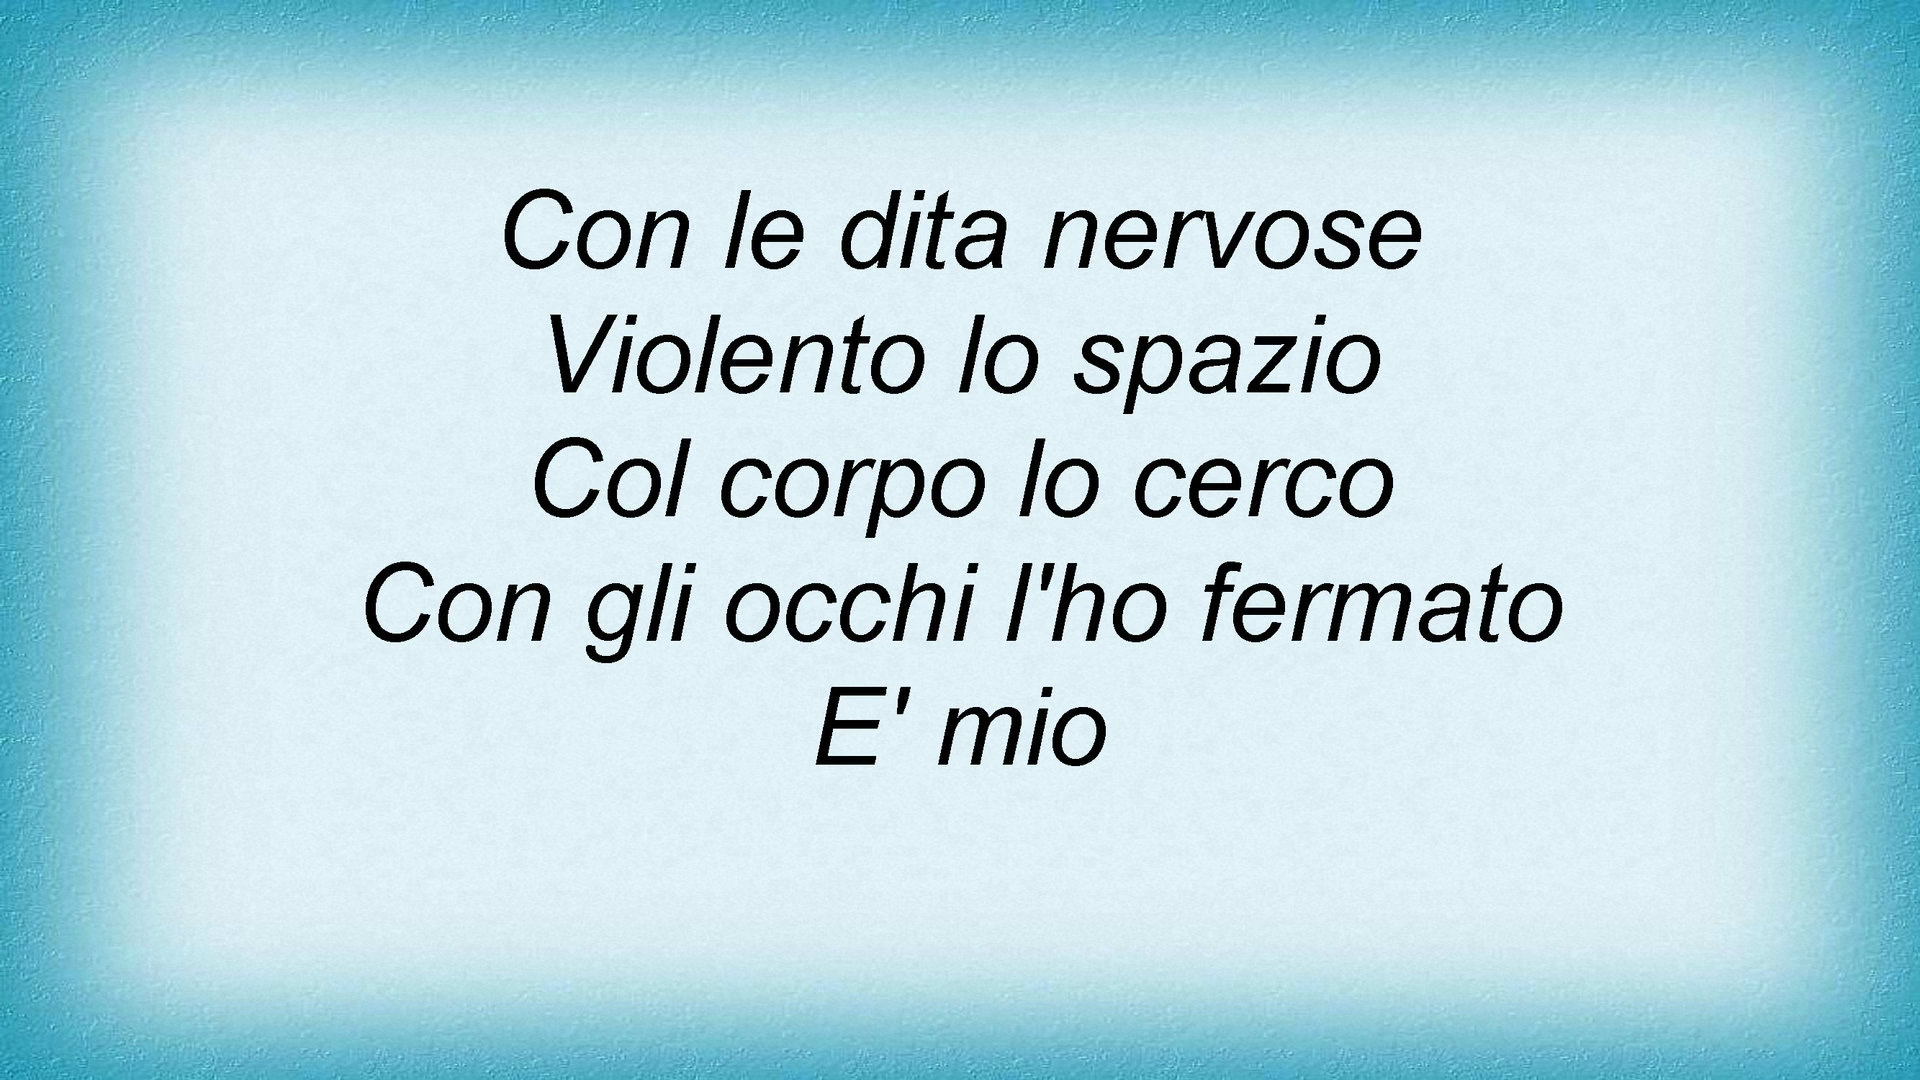 Con le dita nervose
Violento lo spazio
Col corpo lo cerco
Con gli occhi l'ho fermato
E' mio